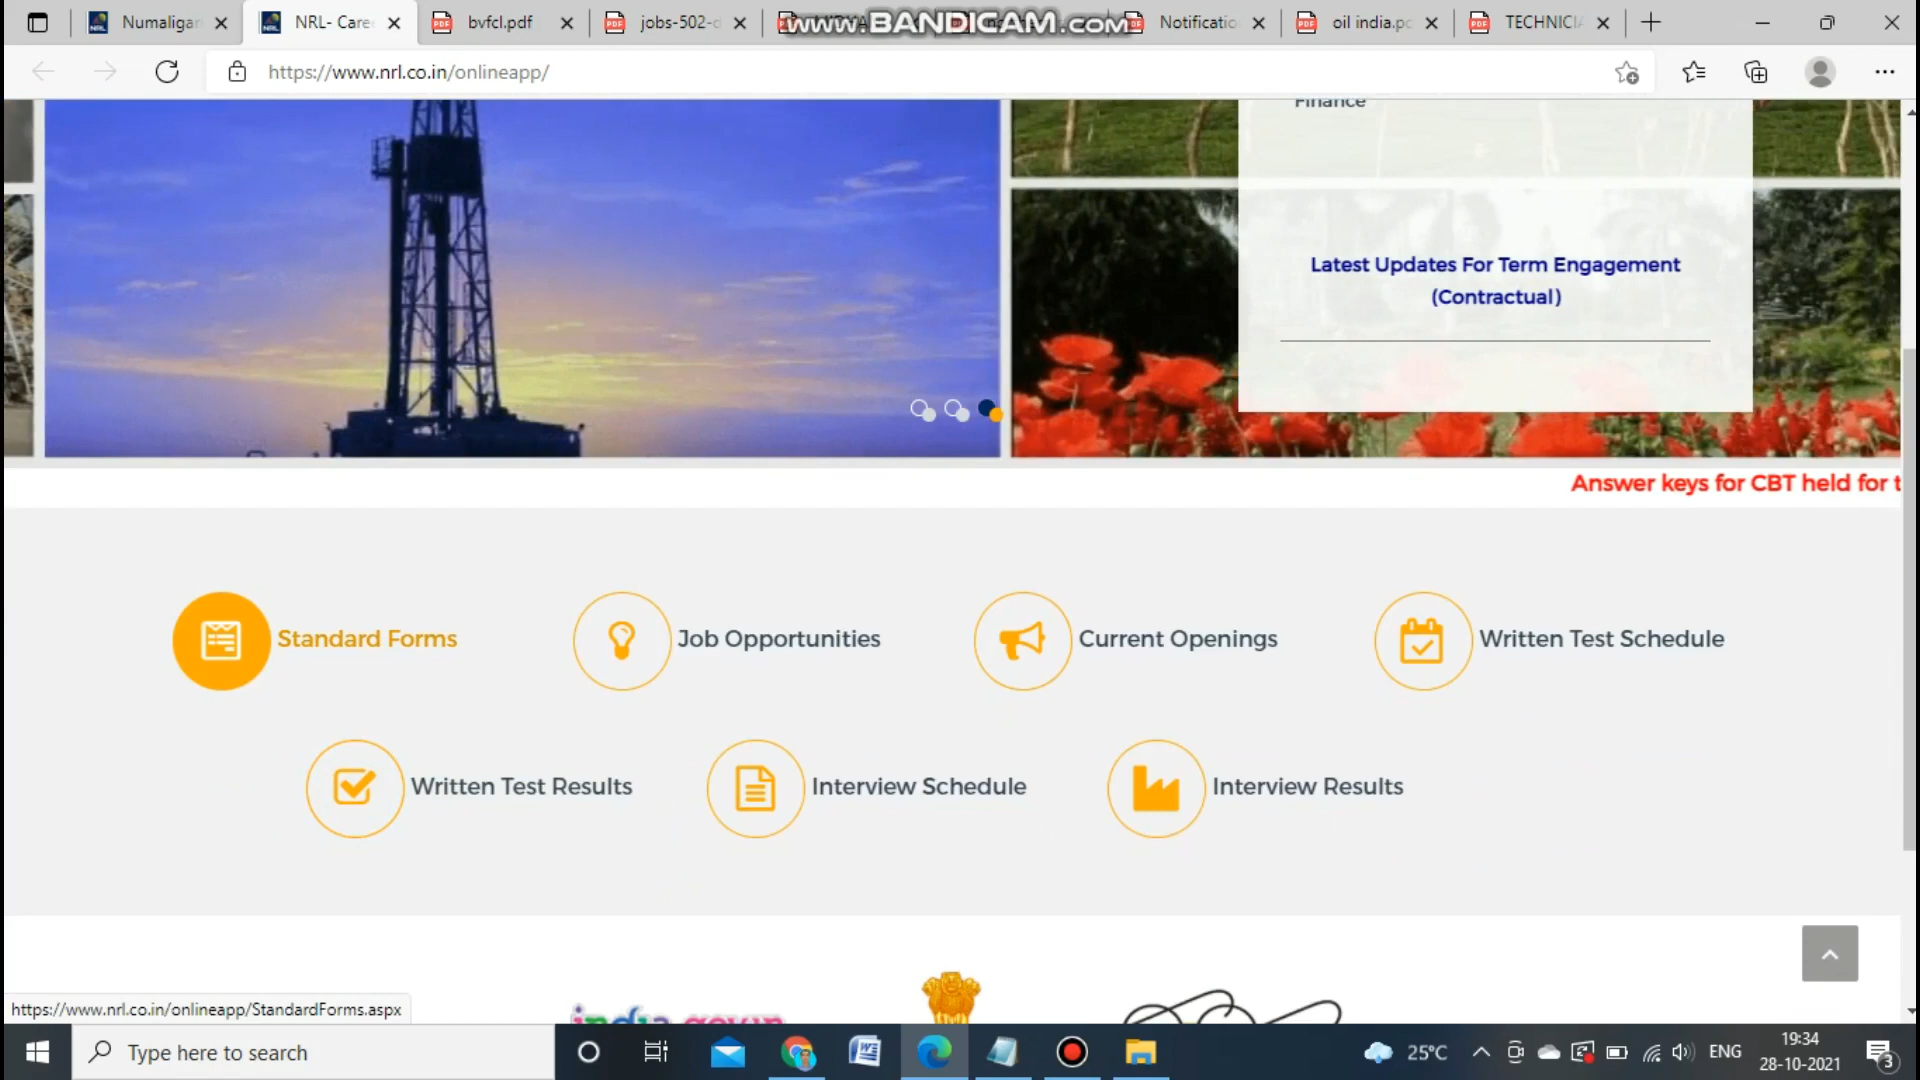 Numaligar
NRL- Caree
bvfcl.pdf
jobs-502-
www.BANDICAM.com
Notificatio
oil india.p
TECHNICI
https://www.nrl.co.in/onlineapp/
Finance
Latest Updates For Term Engagement
(Contractual)
Answer keys for CBT held for t
Standard Forms
Job Opportunities
Current Openings
Written Test Schedule
Written Test Results
Interview Schedule
Interview Results
https://www.nrl.co.in/onlineapp/StandardForms.aspx
Type here to search
25°C
ENG
19:34
28-10-2021
3